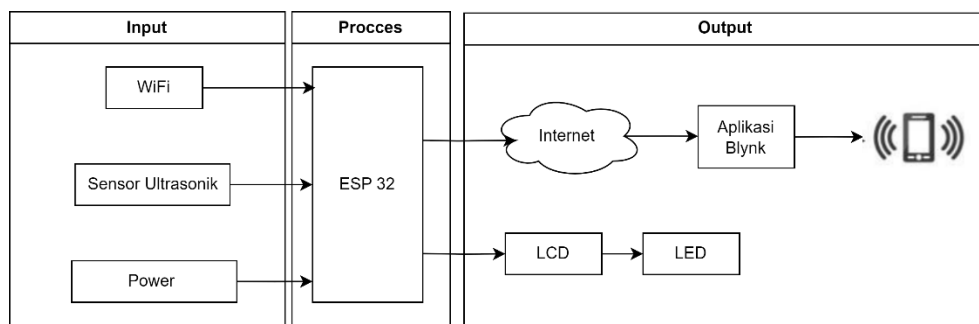 Input
Procces
Output
WiFi
Sensor Ultrasonik
Power
ESP 32
Internet
Aplikasi
Blynk
LCD
LED